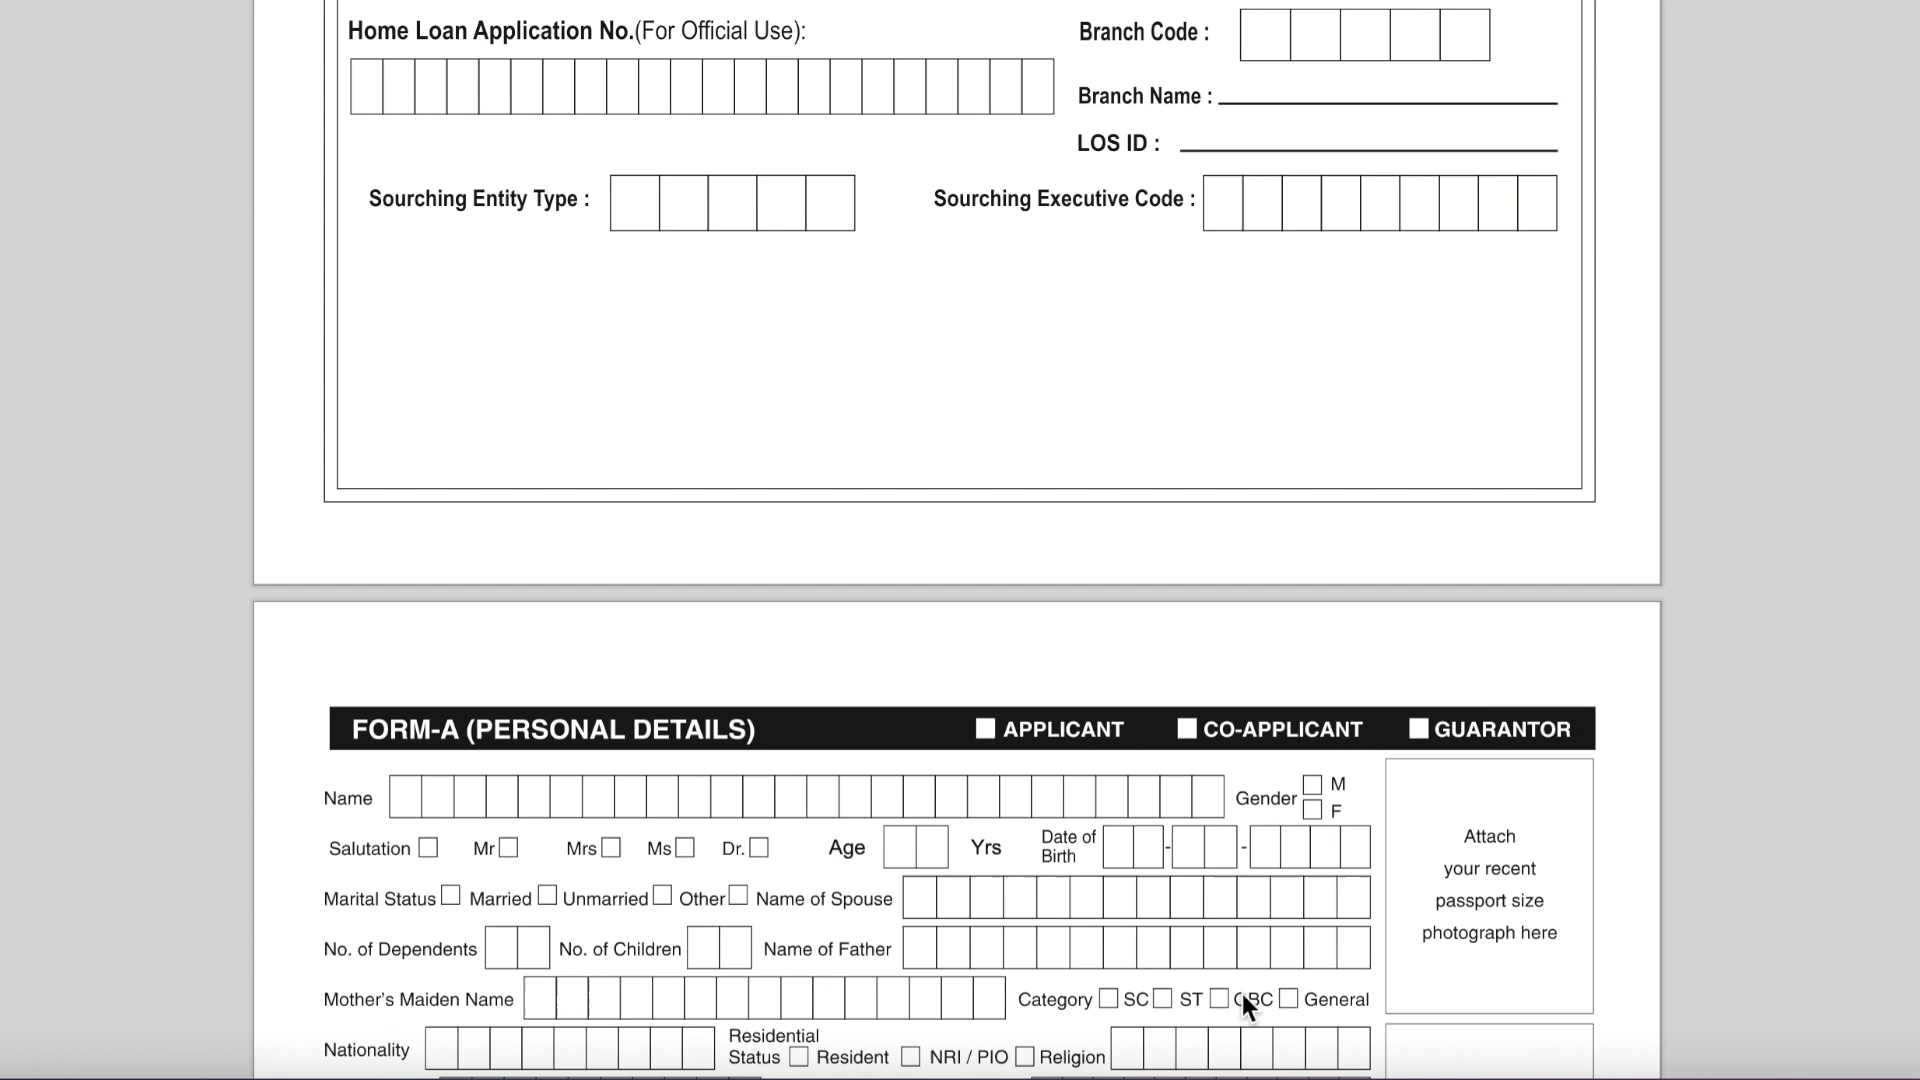 Home Loan Application No.(For Official Use):
Branch Code :
Branch Name :
LOS ID :
Sourching Entity Type :
Sourching Executive Code :
FORM-A (PERSONAL DETAILS) APPLICANT CO-APPLICANT GUARANTOR
Name Gender M
F
Salutation Mr Mrs Ms Dr. Age Yrs Date of
Birth - -
Marital Status Married Unmarried Other Name of Spouse
No. of Dependents No. of Children Name of Father
Mother's Maiden Name Category SC ST OBC General
Nationality Residential
Status Resident NRI / PIO Religion
Attach
your recent
passport size
photograph here